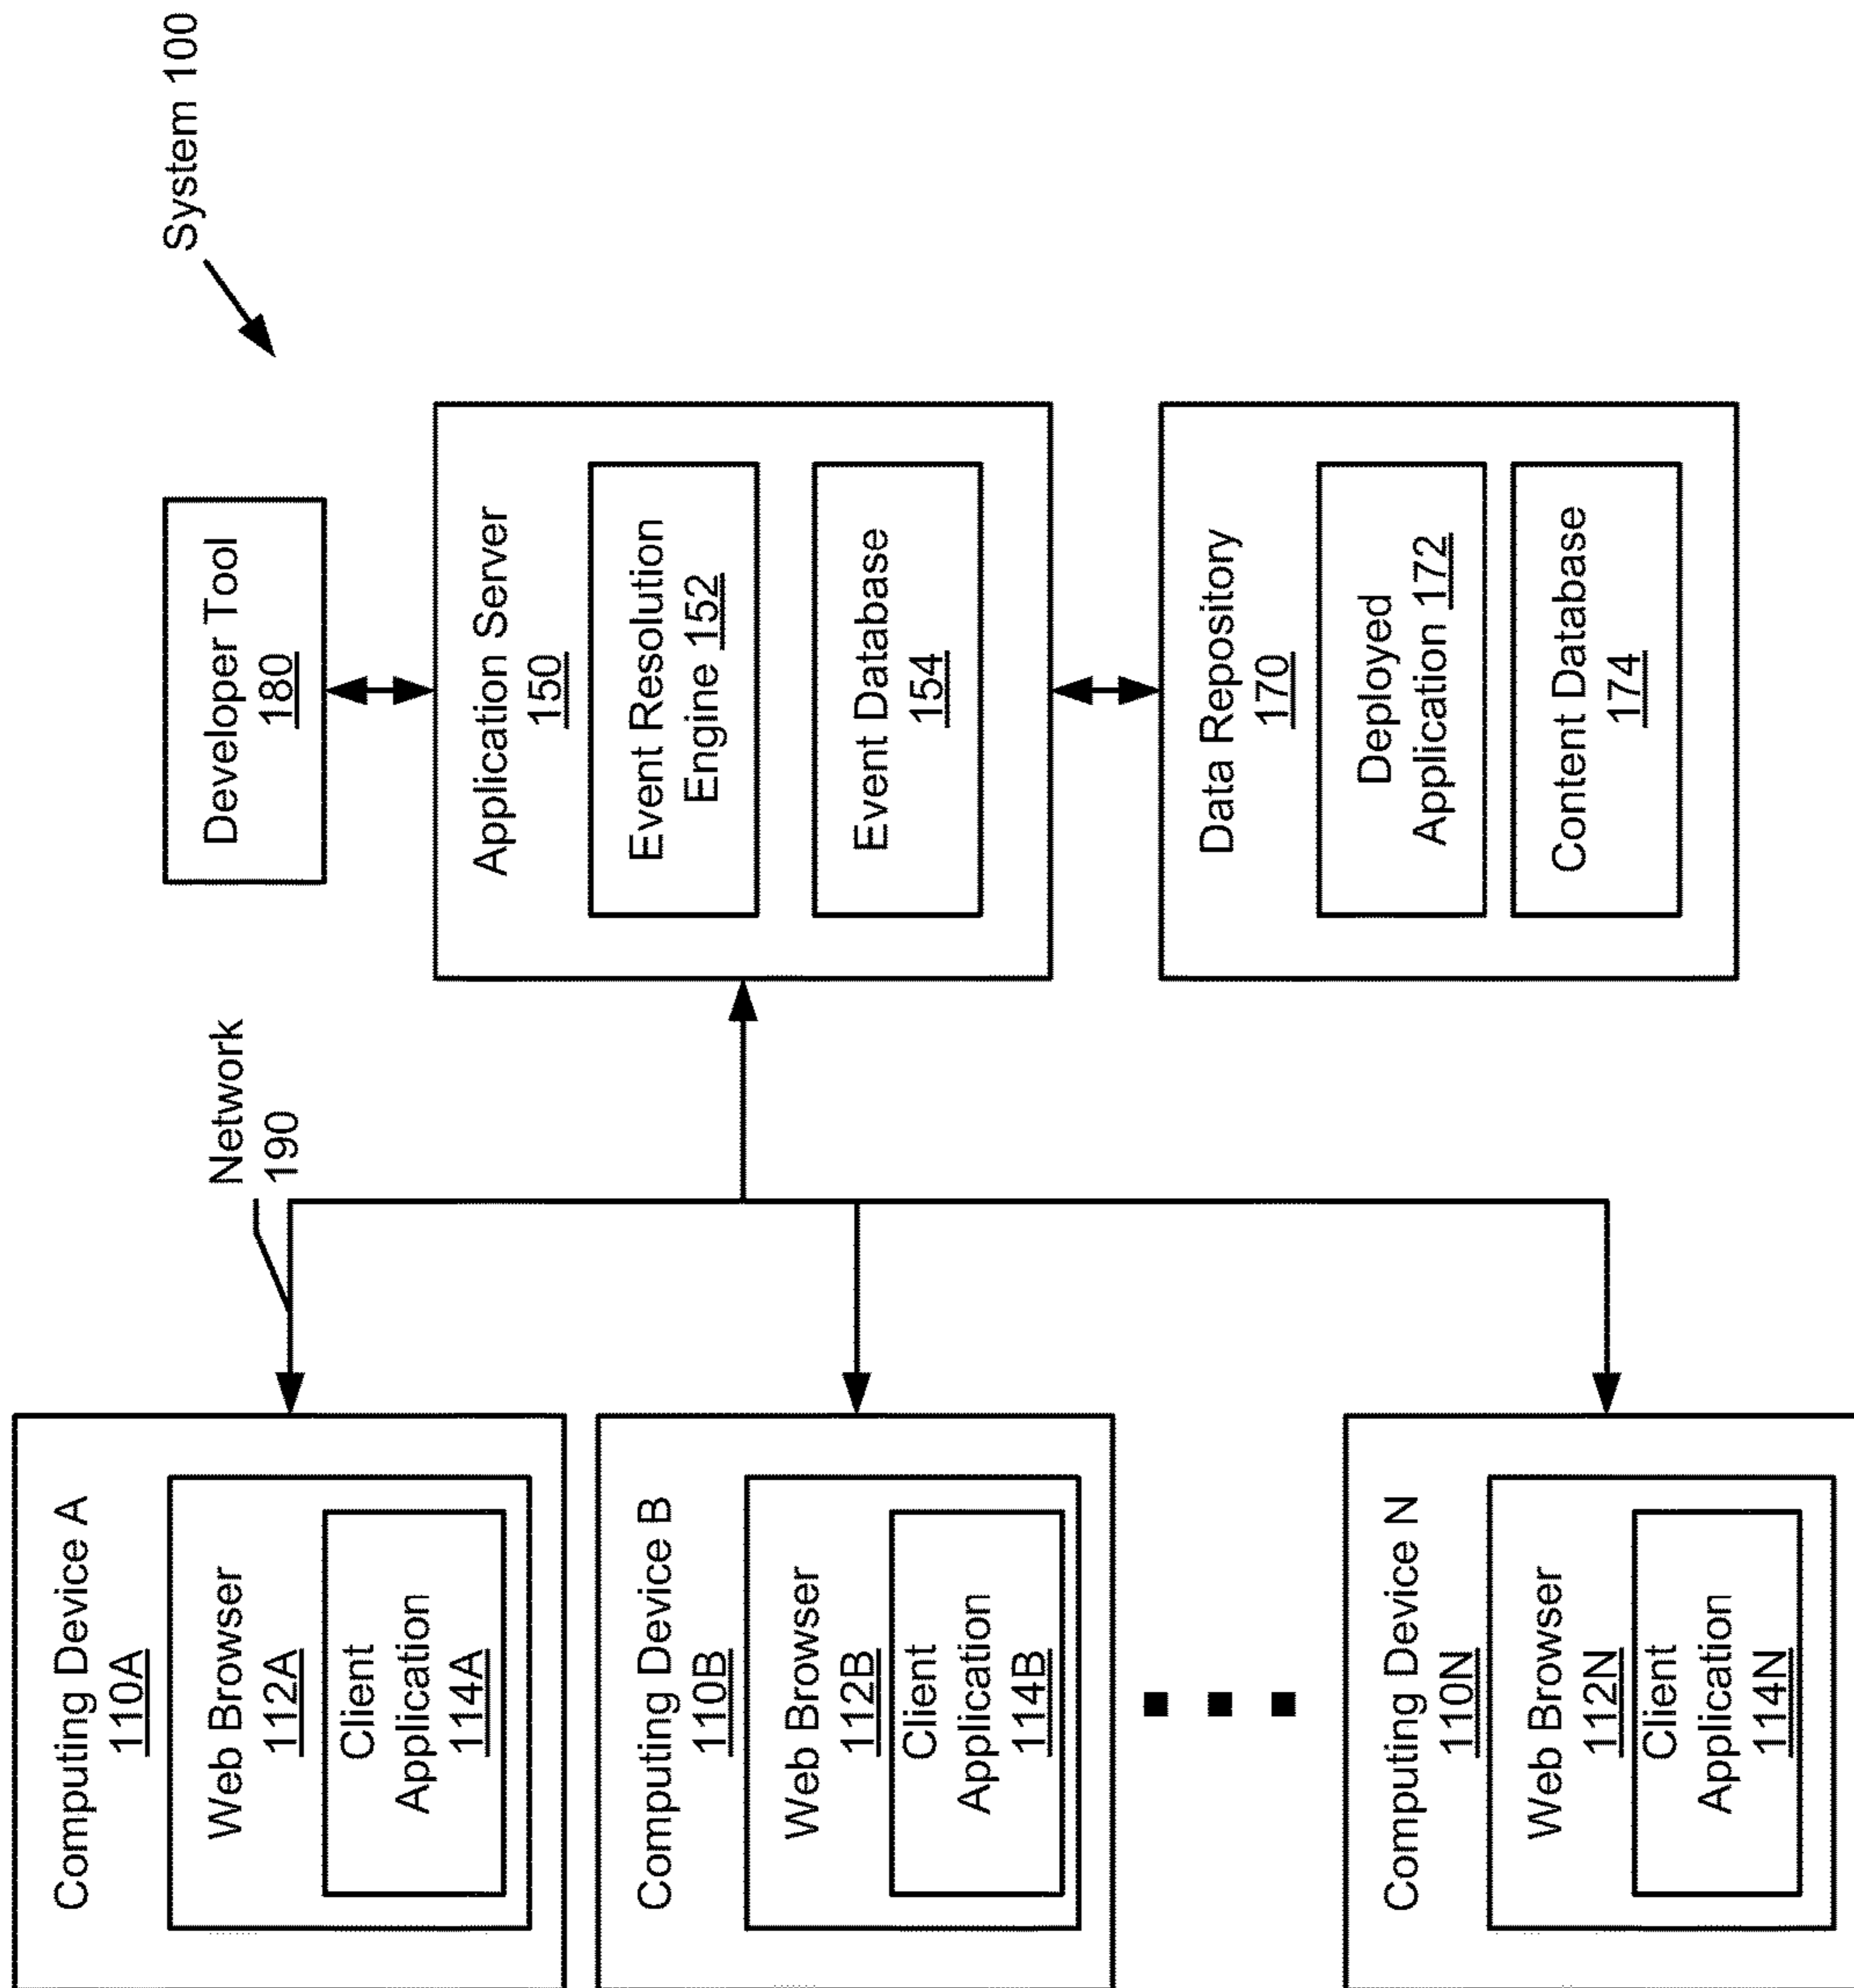 System 100
Network
190
Computing Device A
110A
Web Browser
112A
Client
Application
114A
Computing Device B
110B
Web Browser
112B
Client
Application
114B
Computing Device N
110N
Web Browser
112N
Client
Application
114N
Developer Tool
180
Application Server
150
Event Resolution
Engine 152
Event Database
154
Data Repository
170
Deployed
Application 172
Content Database
174